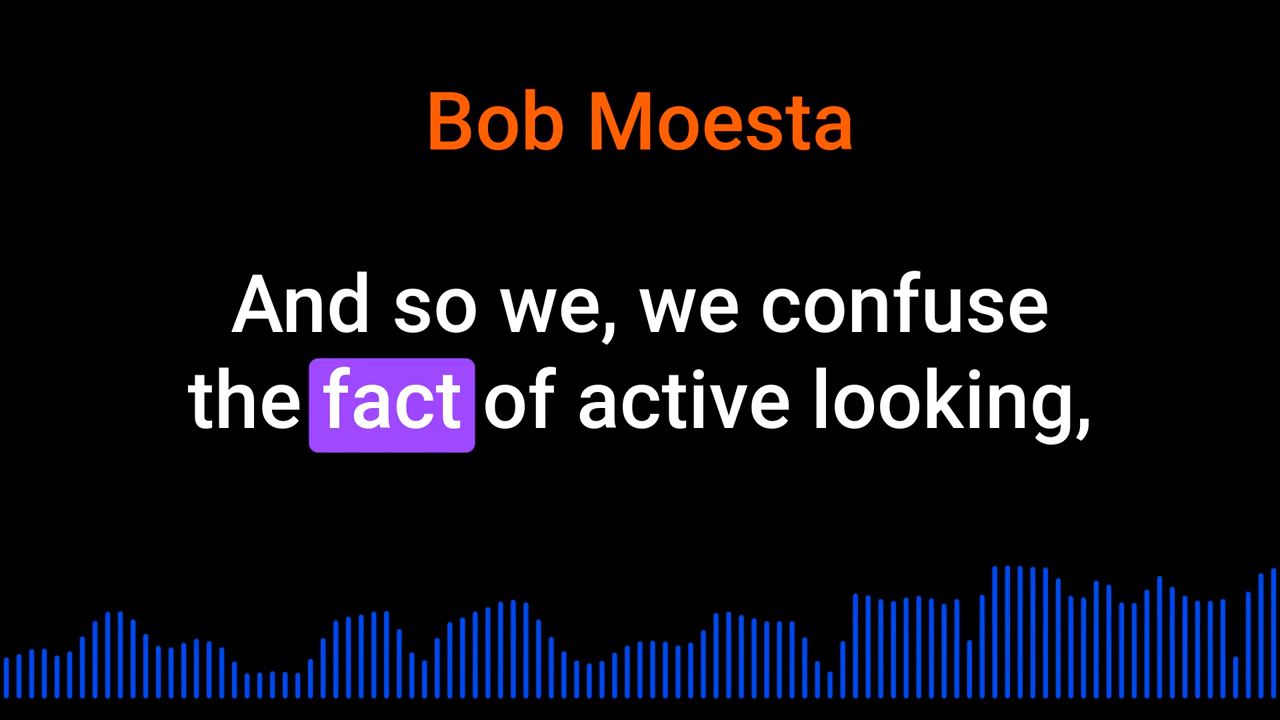 Bob Moesta
And so we, we confuse
the fact of active looking,